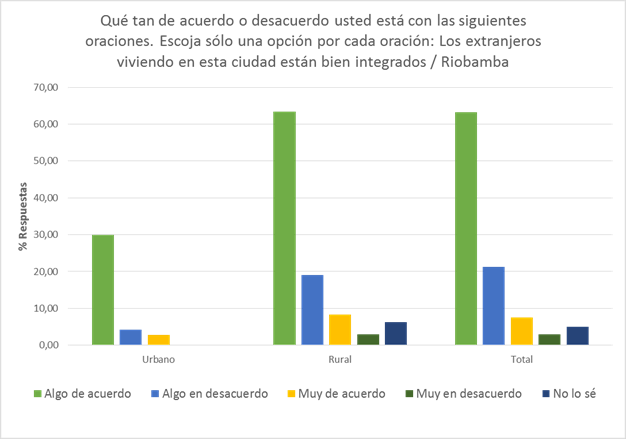 Qué tan de acuerdo o desacuerdo usted está con las siguientes
oraciones. Escoja sólo una opción por cada oración: Los extranjeros
viviendo en esta ciudad están bien integrados / Riobamba
70,00
60,00
50,00
40,00
30,00
20,00
10,00
0,00
% Respuestas
Urbano Rural Total
Algo de acuerdo Algo en desacuerdo Muy de acuerdo Muy en desacuerdo No lo sé